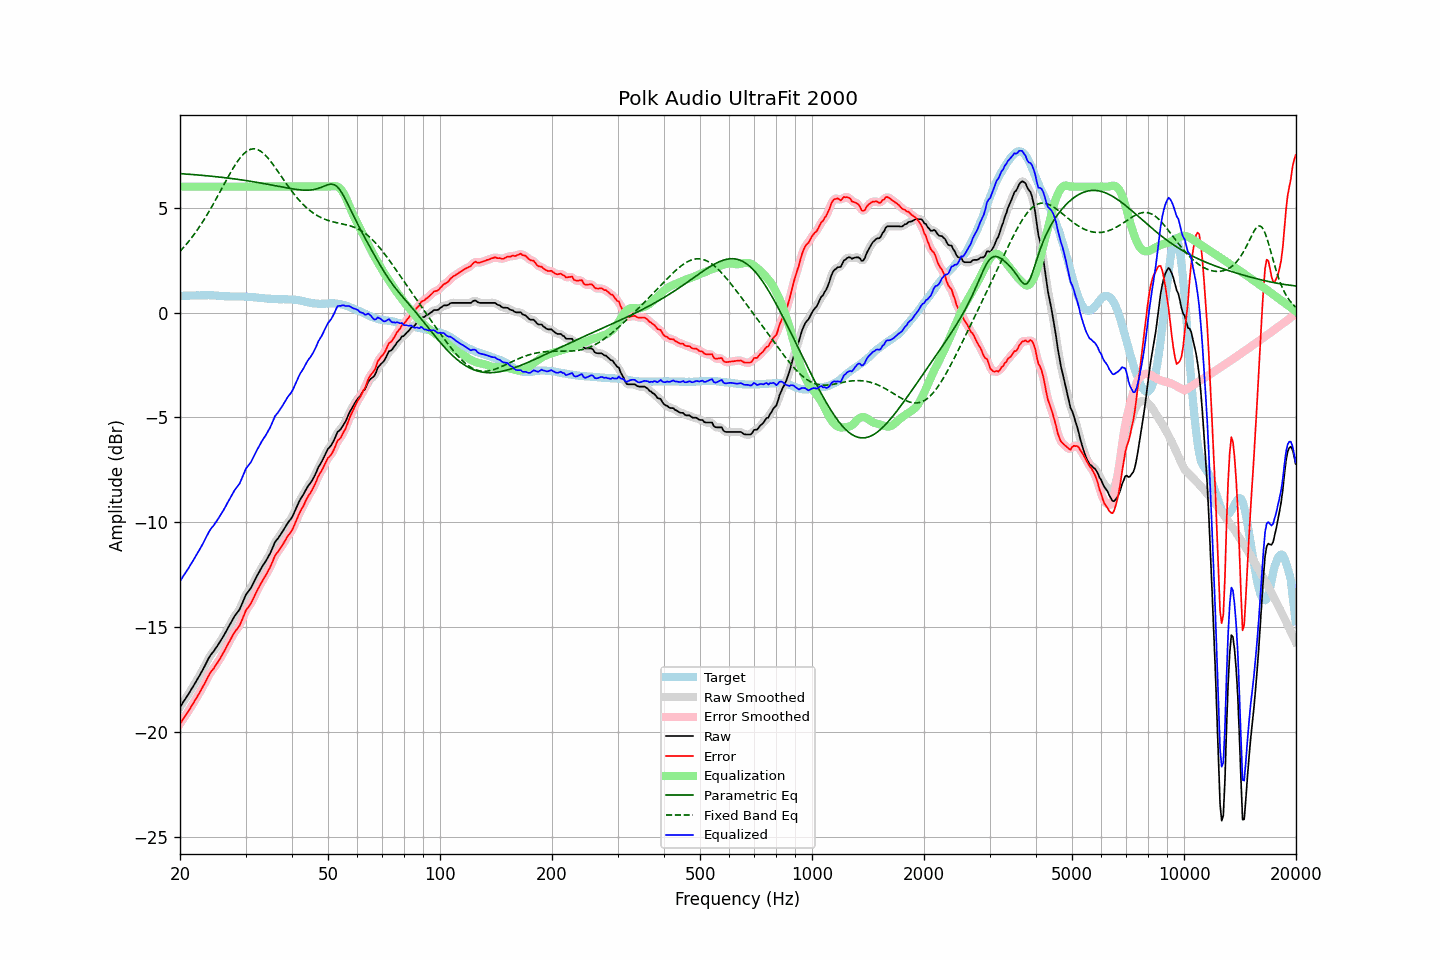 Polk Audio UltraFit 2000
Amplitude (dBr)
5
0
−5
−10
−15
−20
−25
Target
Raw Smoothed
Error Smoothed
Raw
Error
Equalization
Parametric Eq
Fixed Band Eq
Equalized
20
50
100
200
500
1000
2000
5000
10000
20000
Frequency (Hz)